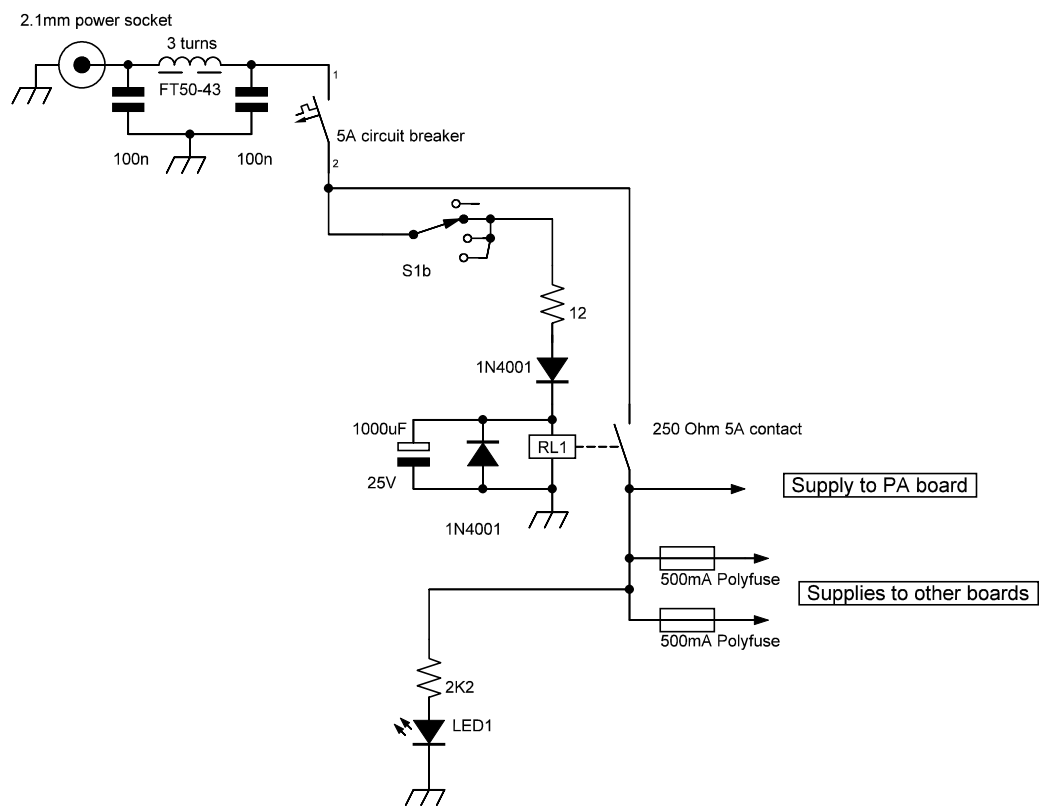 2.1mm power socket
3 turns
FT50-43
100n
100n
1
5A circuit breaker
2
S1b
12
1N4001
1000uF
25V
RL1
250 Ohm 5A contact
1N4001
Supply to PA board
500mA Polyfuse
Supplies to other boards
500mA Polyfuse
2K2
LED1